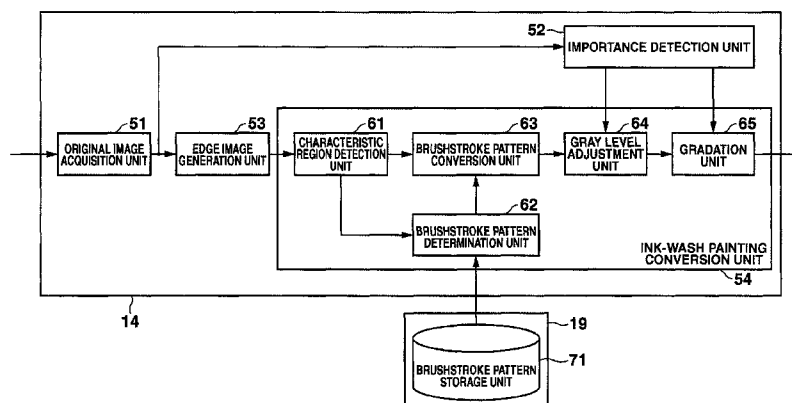 52
IMPORTANCE DETECTION UNIT
51
ORIGINAL IMAGE
ACQUISITION UNIT
53
EDGE IMAGE
GENERATION UNIT
61
CHARACTERISTIC
REGION DETECTION
UNIT
63
BRUSHSTROKE PATTERN
CONVERSION UNIT
64
GRAY LEVEL
ADJUSTMENT
UNIT
65
GRADATION
UNIT
62
BRUSHSTROKE PATTERN
DETERMINATION UNIT
INK-WASH PAINTING
CONVERSION UNIT
54
14
19
71
BRUSHSTROKE PATTERN
STORAGE UNIT